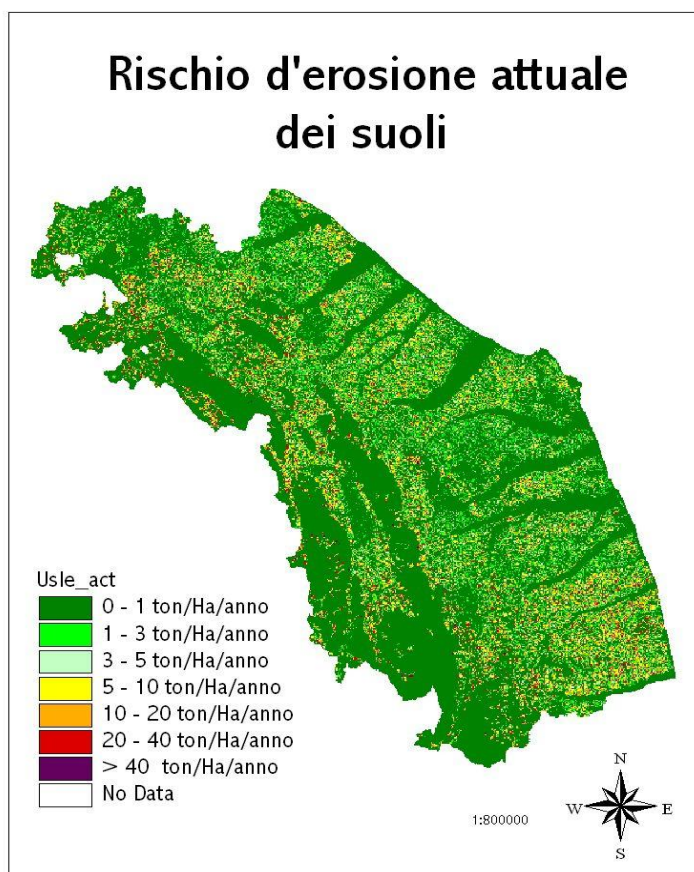 Rischio d'erosione attuale
dei suoli
Usle_act
0 - 1 ton/Ha/anno
1 - 3 ton/Ha/anno
3 - 5 ton/Ha/anno
5 - 10 ton/Ha/anno
10 - 20 ton/Ha/anno
20 - 40 ton/Ha/anno
> 40 ton/Ha/anno
No Data
1:800000
N
W E
S